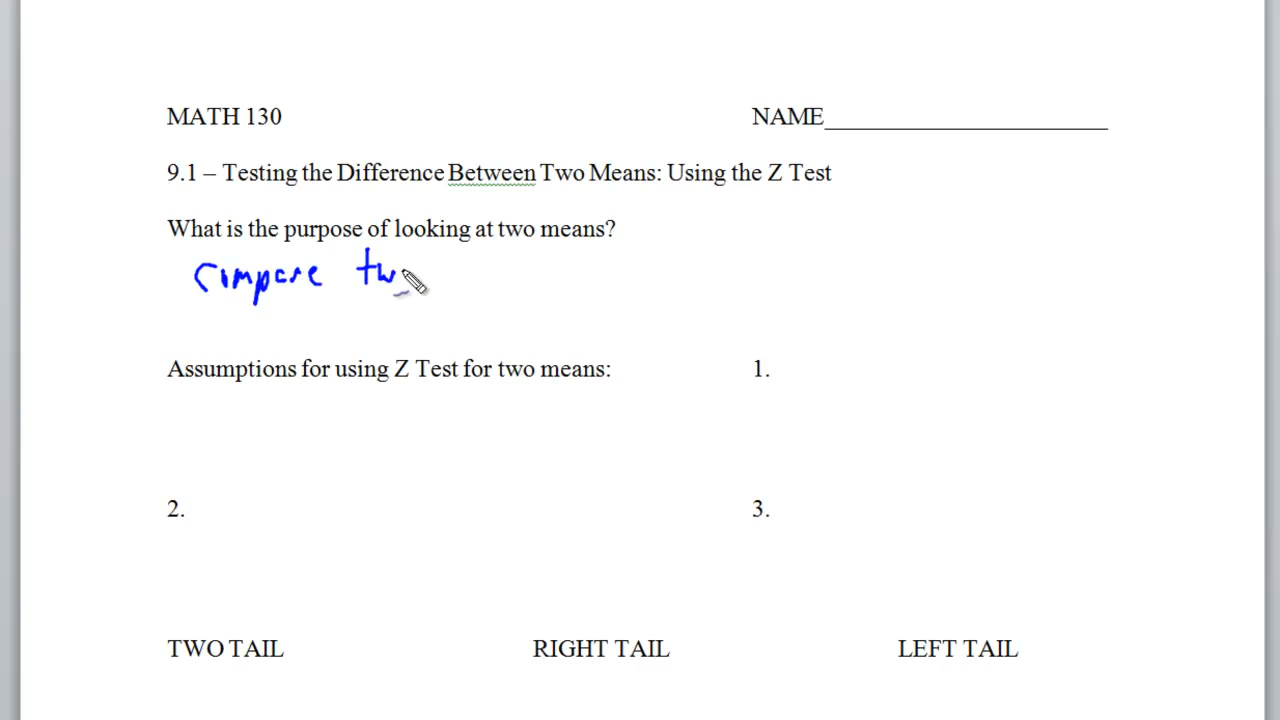 MATH 130 NAME
9.1 – Testing the Difference Between Two Means: Using the Z Test
What is the purpose of looking at two means?
compare tw
Assumptions for using Z Test for two means: 1.
2. 3.
TWO TAIL RIGHT TAIL LEFT TAIL